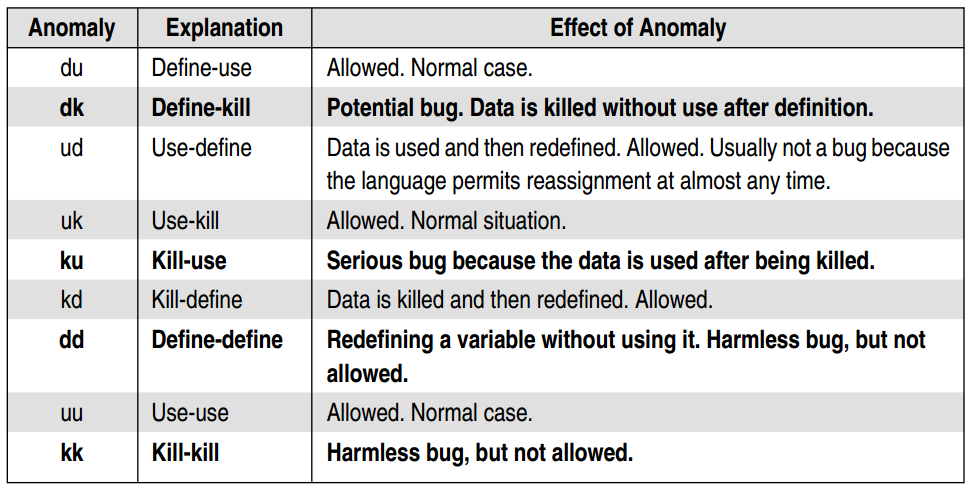 Anomaly Explanation Effect of Anomaly
du Define-use Allowed. Normal case.
dk Define-kill Potential bug. Data is killed without use after definition.
ud Use-define Data is used and then redefined. Allowed. Usually not a bug because
the language permits reassignment at almost any time.
uk Use-kill Allowed. Normal situation.
ku Kill-use Serious bug because the data is used after being killed.
kd Kill-define Data is killed and then redefined. Allowed.
dd Define-define Redefining a variable without using it. Harmless bug, but not
allowed.
uu Use-use Allowed. Normal case.
kk Kill-kill Harmless bug, but not allowed.